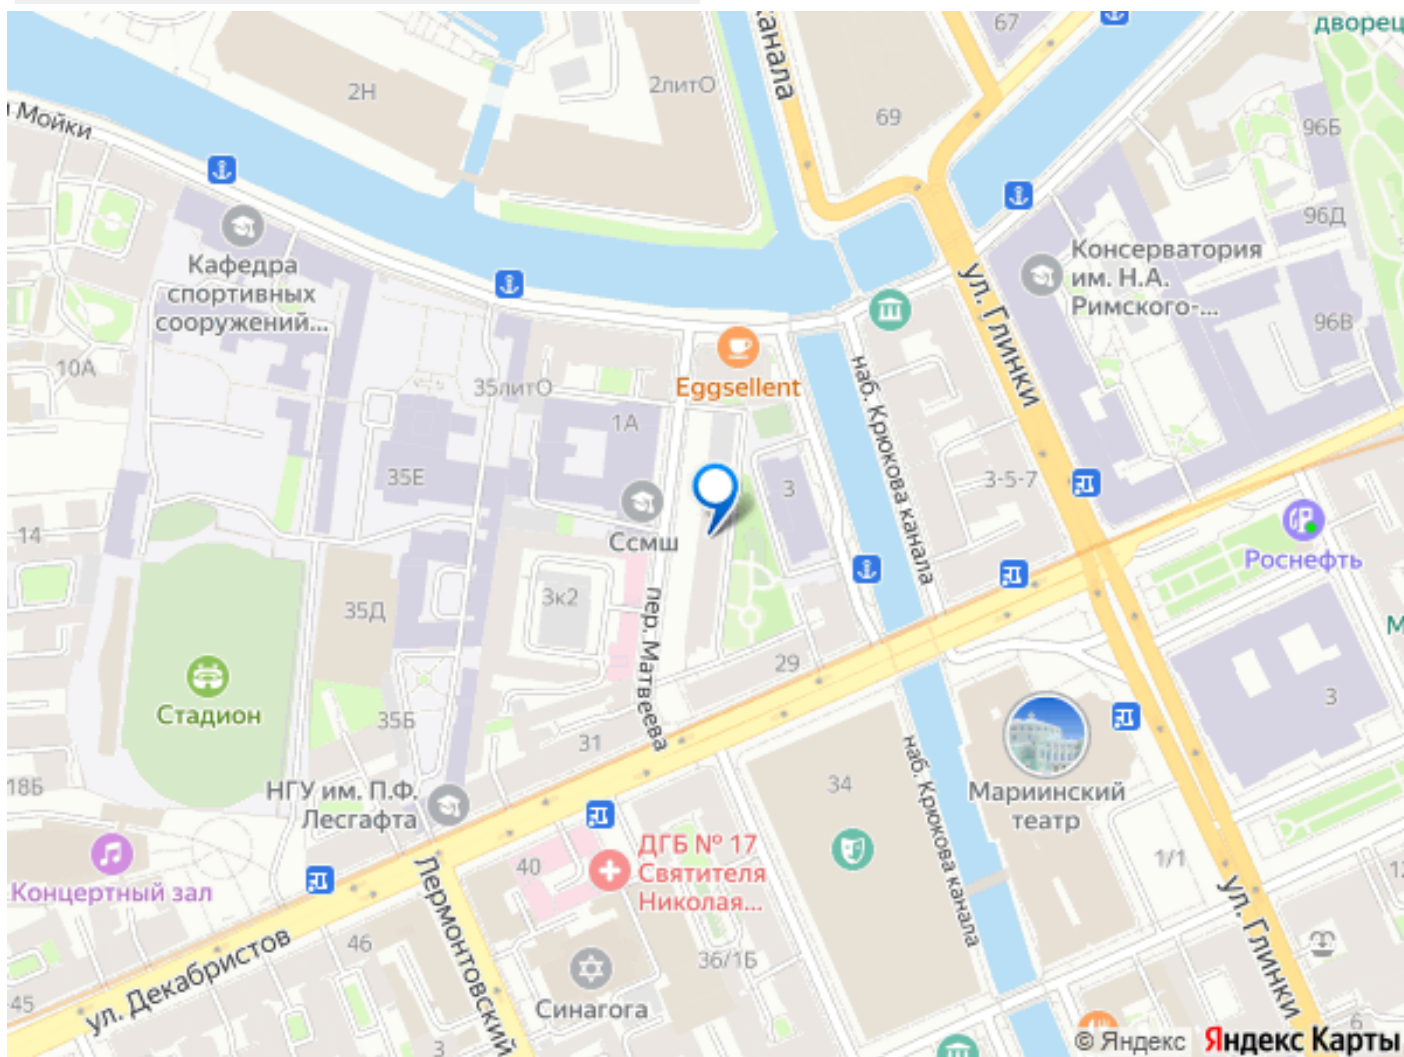 дворец
67
канала
2Н
2литО
69
96Б
Мойки
96Д
Консерватория
им. Н.А.
Римского-...
Кафедра
спортивных
сооружений...
ул. Глинки
96В
10А
Eggsellent
35литО
наб. Крюкова канала
1А
35Е
3
3-5-7
Ссмш
14
Роснефть
3к2
35Д
пер. Матвеева
М
29
Стадион
35Б
3
31
18Б
НГУ им. П.Ф.
Лесгафта
34
наб. Крюкова канала
Мариинский
театр
ДГБ № 17
Святителя
Николая...
40
1/1
Концертный зал
12
Лермонтовский
ул. Глинки
46
36/1Б
ул. Декабристов
45
Синагога
3
6
© Яндекс Яндекс Карты